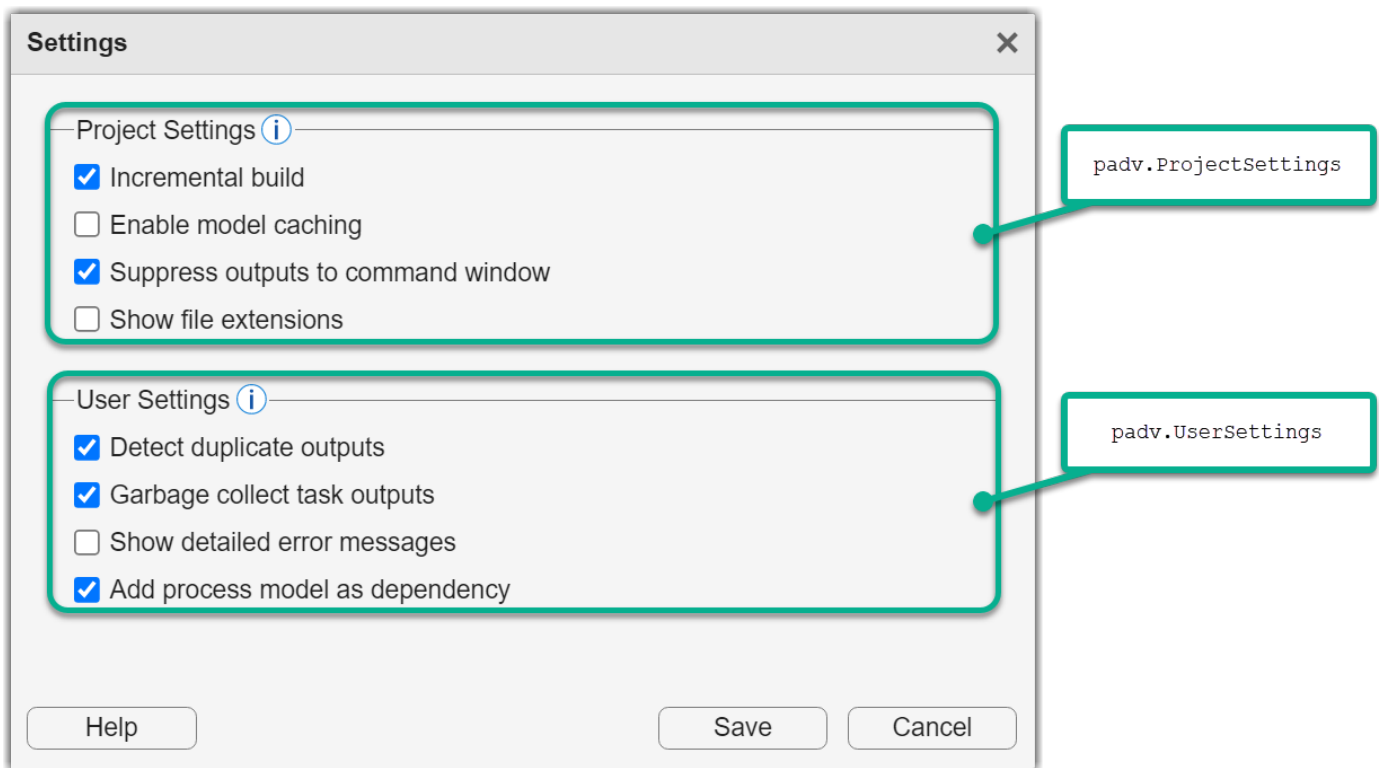 Settings
Project Settings
Incremental build
Enable model caching
Suppress outputs to command window
Show file extensions
padv.ProjectSettings
User Settings
Detect duplicate outputs
Garbage collect task outputs
Show detailed error messages
Add process model as dependency
padv.UserSettings
Help
Save
Cancel